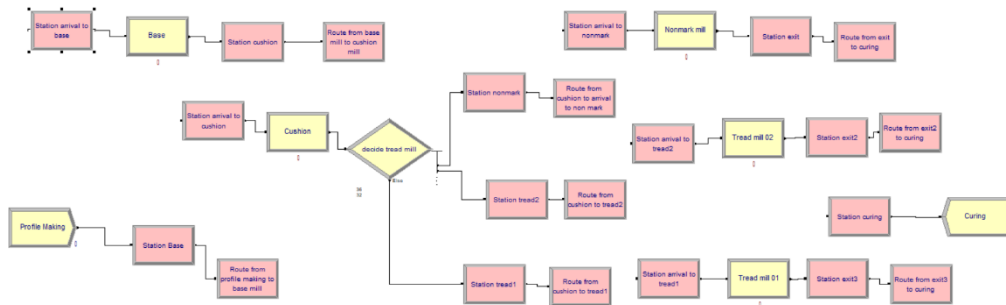 Station arrival to
base
Base
Station cushion
Route from base
mill to cushion
mill
Station arrival to
nonmark
Nonmark mill
Station exit
Route from exit
to curing
Station arrival to
cushion
Cushion
decide tread mill
Else
Station nonmark
Route from
cushion to arrival
to non mark
Station arrival to
tread2
Tread mill 02
Station exit2
Route from exit2
to curing
Station tread2
Route from
cushion to tread2
Profile Making
Station Base
Route from
profile making to
base mill
Station curing
Curing
Station tread1
Route from
cushion to tread1
Station arrival to
tread1
Tread mill 01
Station exit3
Route from exit3
to curing